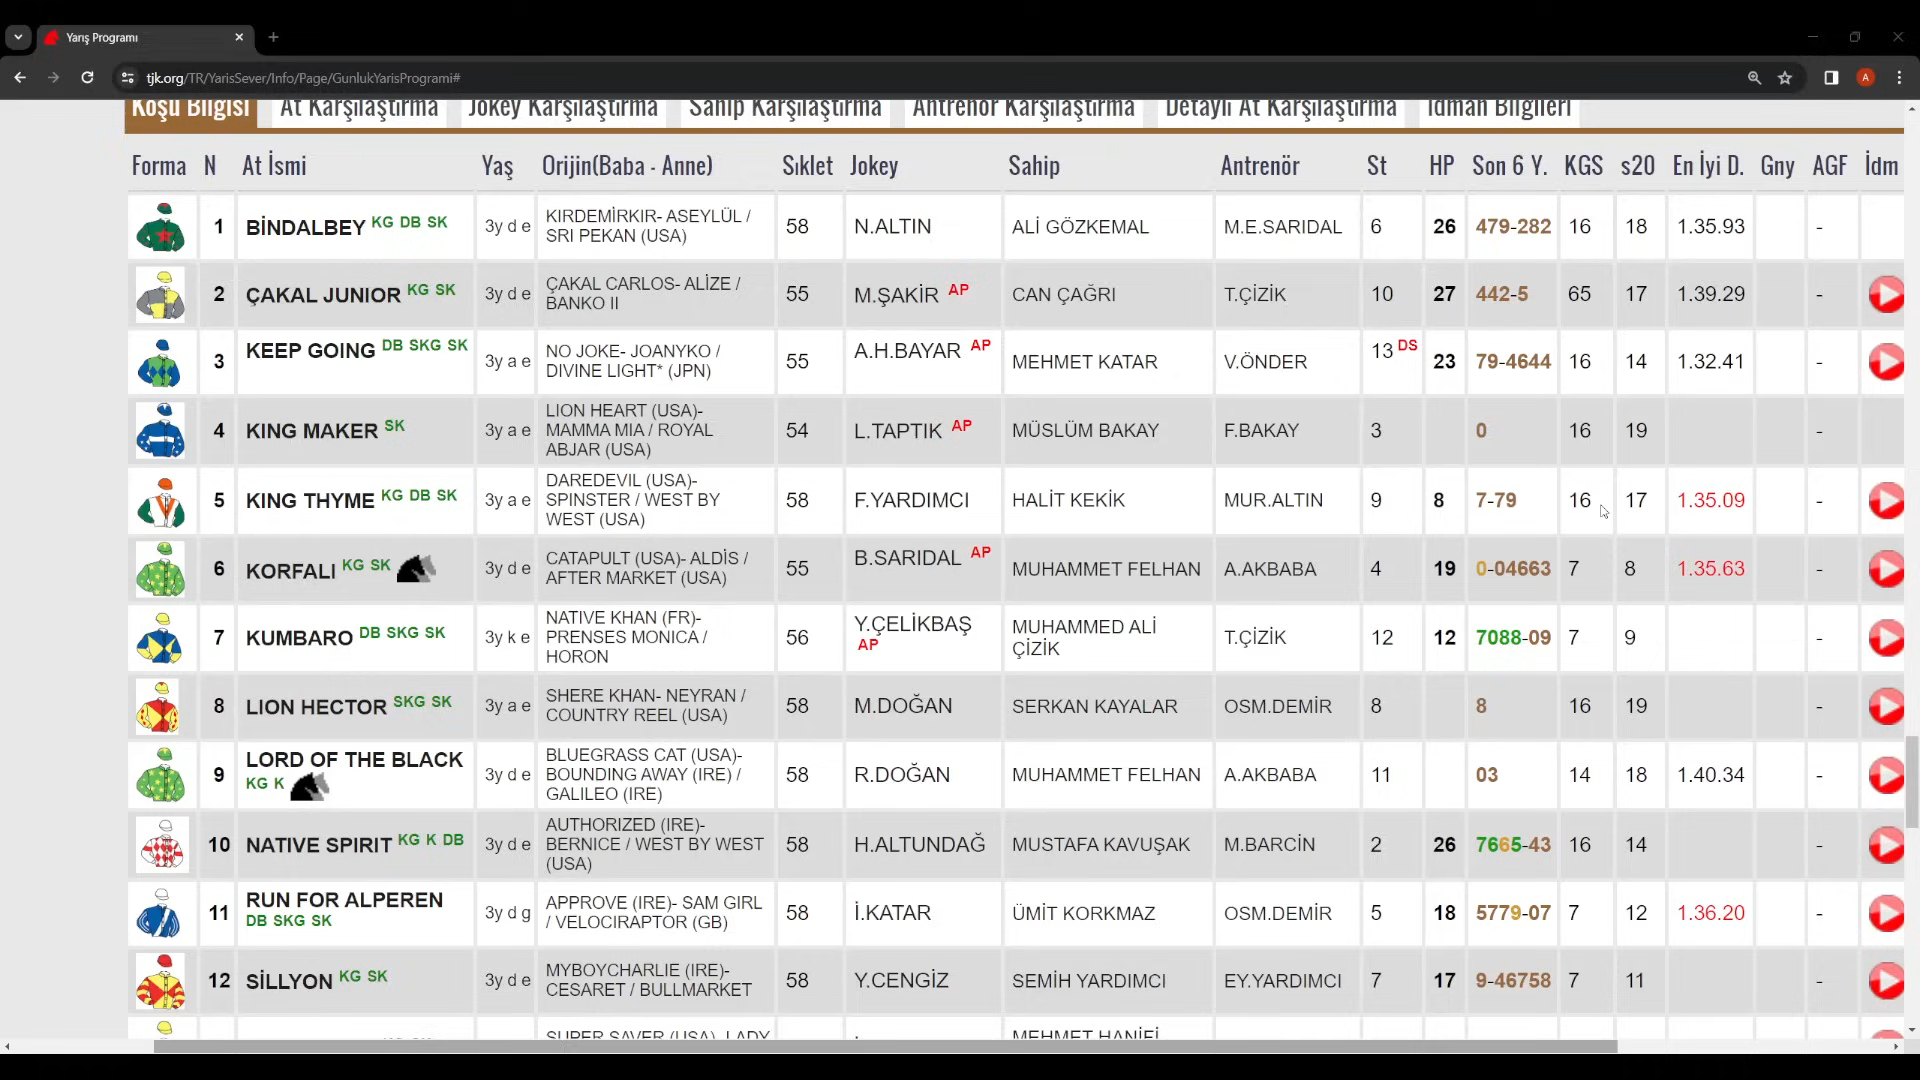 Yarış Programı
tjk.org/TR/YarisSever/Info/Page/GunlukYarisProgrami#
A
Koşu Bilgisi At Karşılaştırma Jokey Karşılaştırma Sahip Karşılaştırma Antrenör Karşılaştırma Detaylı At Karşılaştırma İdman Bilgileri
Forma N At İsmi Yaş Orijin(Baba - Anne) Sıklet Jokey Sahip Antrenör St HP Son 6 Y. KGS s20 En İyi D. Gny AGF İdm
1 BİNDALBEY KG DB SK 3y d e KIRDEMİRKIR- ASEYLÜL / SRI PEKAN (USA) 58 N.ALTIN ALİ GÖZKEMAL M.E.SARIDAL 6 26 479-282 16 18 1.35.93 -
2 ÇAKAL JUNIOR KG SK 3y d e ÇAKAL CARLOS- ALİZE / BANKO II 55 M.ŞAKİR AP CAN ÇAĞRI T.ÇİZİK 10 27 442-5 65 17 1.39.29 -
3 KEEP GOING DB SKG SK 3y a e NO JOKE- JOANYKO / DIVINE LIGHT* (JPN) 55 A.H.BAYAR AP MEHMET KATAR V.ÖNDER 13 DS 23 79-4644 16 14 1.32.41 -
4 KING MAKER SK 3y a e LION HEART (USA)- MAMMA MIA / ROYAL ABJAR (USA) 54 L.TAPTIK AP MÜSLÜM BAKAY F.BAKAY 3 0 16 19 -
5 KING THYME KG DB SK 3y a e DAREDEVIL (USA)- SPINSTER / WEST BY WEST (USA) 58 F.YARDIMCI HALİT KEKİK MUR.ALTIN 9 8 7-79 16 17 1.35.09 -
6 KORFALI KG SK 3y d e CATAPULT (USA)- ALDİS / AFTER MARKET (USA) 55 B.SARIDAL AP MUHAMMET FELHAN A.AKBABA 4 19 0-04663 7 8 1.35.63 -
7 KUMBARO DB SKG SK 3y k e NATIVE KHAN (FR)- PRENSES MONICA / HORON 56 Y.ÇELİKBAŞ AP MUHAMMED ALİ ÇİZİK T.ÇİZİK 12 12 7088-09 7 9 -
8 LION HECTOR SKG SK 3y a e SHERE KHAN- NEYRAN / COUNTRY REEL (USA) 58 M.DOĞAN SERKAN KAYALAR OSM.DEMİR 8 8 16 19 -
9 LORD OF THE BLACK KG K 3y d e BLUEGRASS CAT (USA)- BOUNDING AWAY (IRE) / GALILEO (IRE) 58 R.DOĞAN MUHAMMET FELHAN A.AKBABA 11 03 14 18 1.40.34 -
10 NATIVE SPIRIT KG K DB 3y d e AUTHORIZED (IRE)- BERNICE / WEST BY WEST (USA) 58 H.ALTUNDAĞ MUSTAFA KAVUŞAK M.BARCİN 2 26 7665-43 16 14 -
11 RUN FOR ALPEREN DB SKG SK 3y d g APPROVE (IRE)- SAM GIRL / VELOCIRAPTOR (GB) 58 İ.KATAR ÜMİT KORKMAZ OSM.DEMİR 5 18 5779-07 7 12 1.36.20 -
12 SİLLYON KG SK 3y d e MYBOYCHARLIE (IRE)- CESARET / BULLMARKET 58 Y.CENGİZ SEMİH YARDIMCI EY.YARDIMCI 7 17 9-46758 7 11 -
SUPER SAVER (USA)- LADY MEHMET HANİFİ